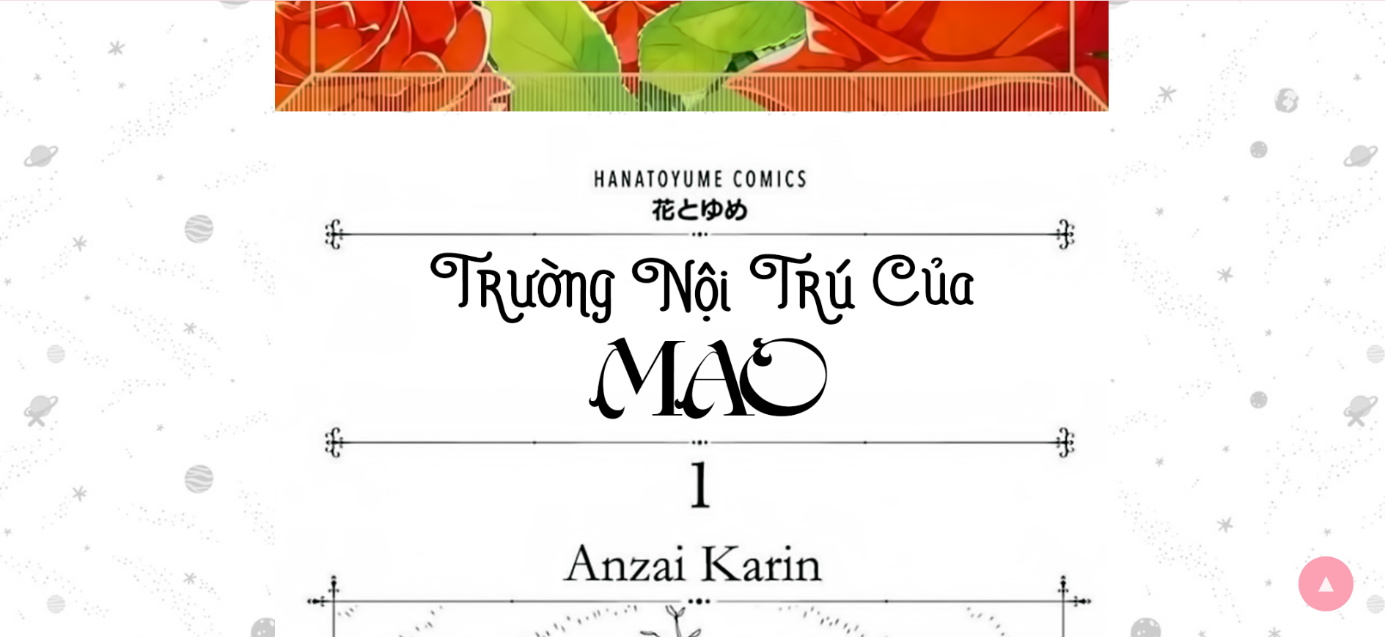 HANATOYUME COMICS
花とゆめ
Trường Nội Trú Của
MAO
1
Anzai Karin